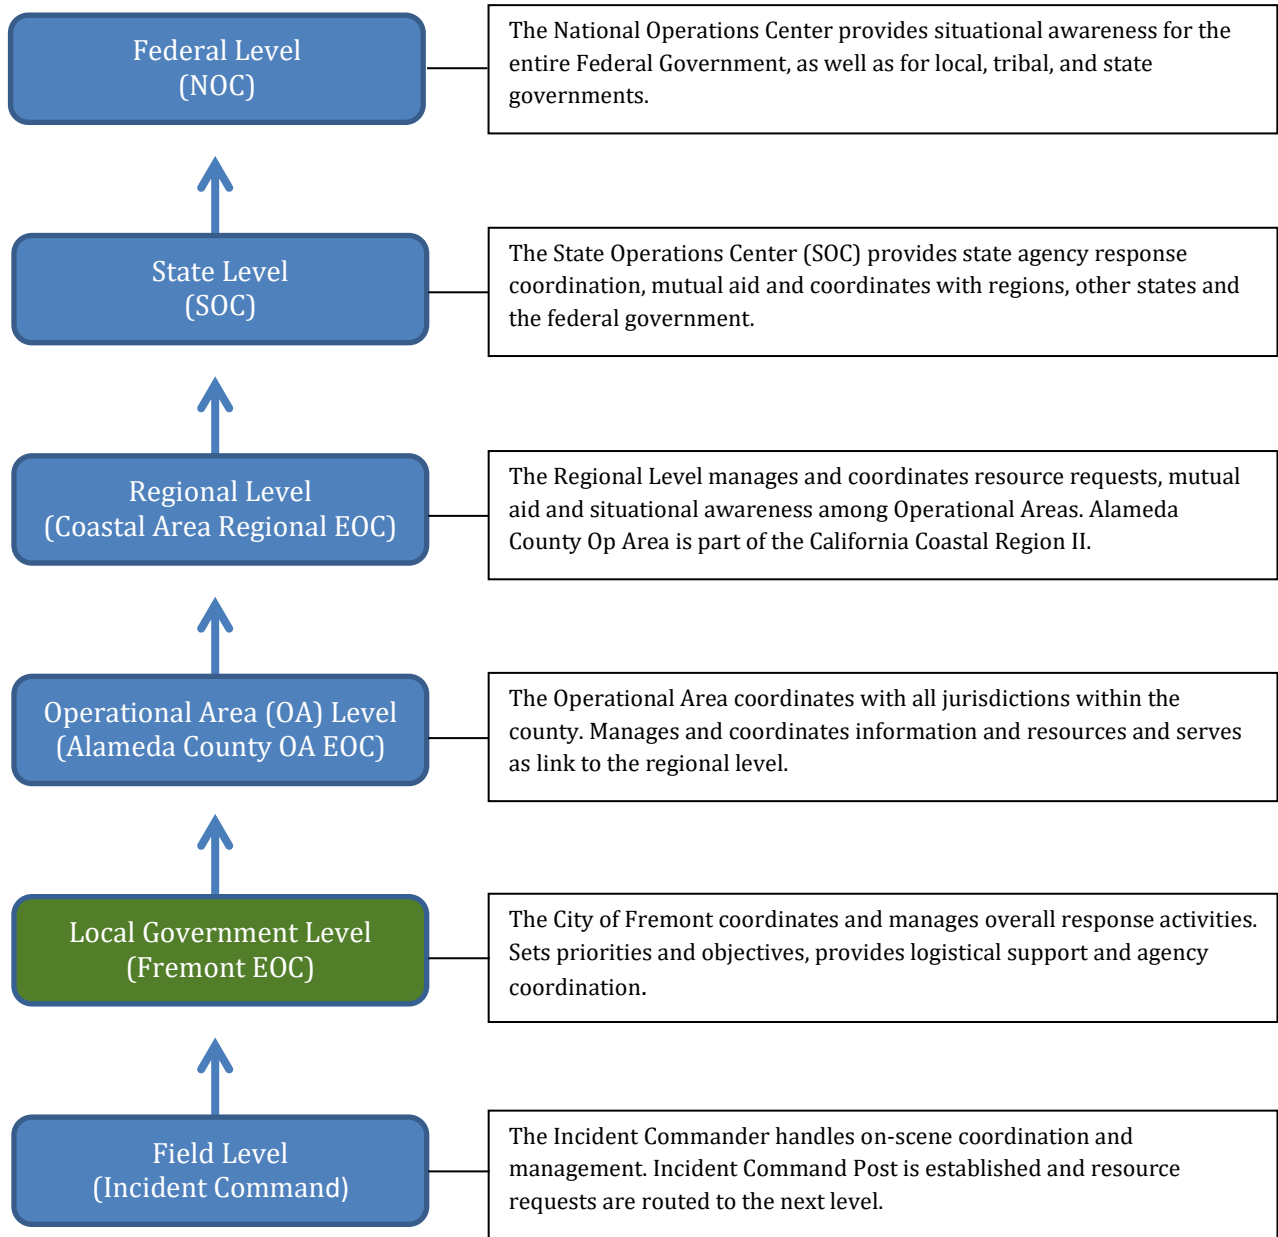 Federal Level
(NOC)
The National Operations Center provides situational awareness for the
entire Federal Government, as well as for local, tribal, and state
governments.
State Level
(SOC)
The State Operations Center (SOC) provides state agency response
coordination, mutual aid and coordinates with regions, other states and
the federal government.
Regional Level
(Coastal Area Regional EOC)
The Regional Level manages and coordinates resource requests, mutual
aid and situational awareness among Operational Areas. Alameda
County Op Area is part of the California Coastal Region II.
Operational Area (OA) Level
(Alameda County OA EOC)
The Operational Area coordinates with all jurisdictions within the
county. Manages and coordinates information and resources and serves
as link to the regional level.
Local Government Level
(Fremont EOC)
The City of Fremont coordinates and manages overall response activities.
Sets priorities and objectives, provides logistical support and agency
coordination.
Field Level
(Incident Command)
The Incident Commander handles on-scene coordination and
management. Incident Command Post is established and resource
requests are routed to the next level.